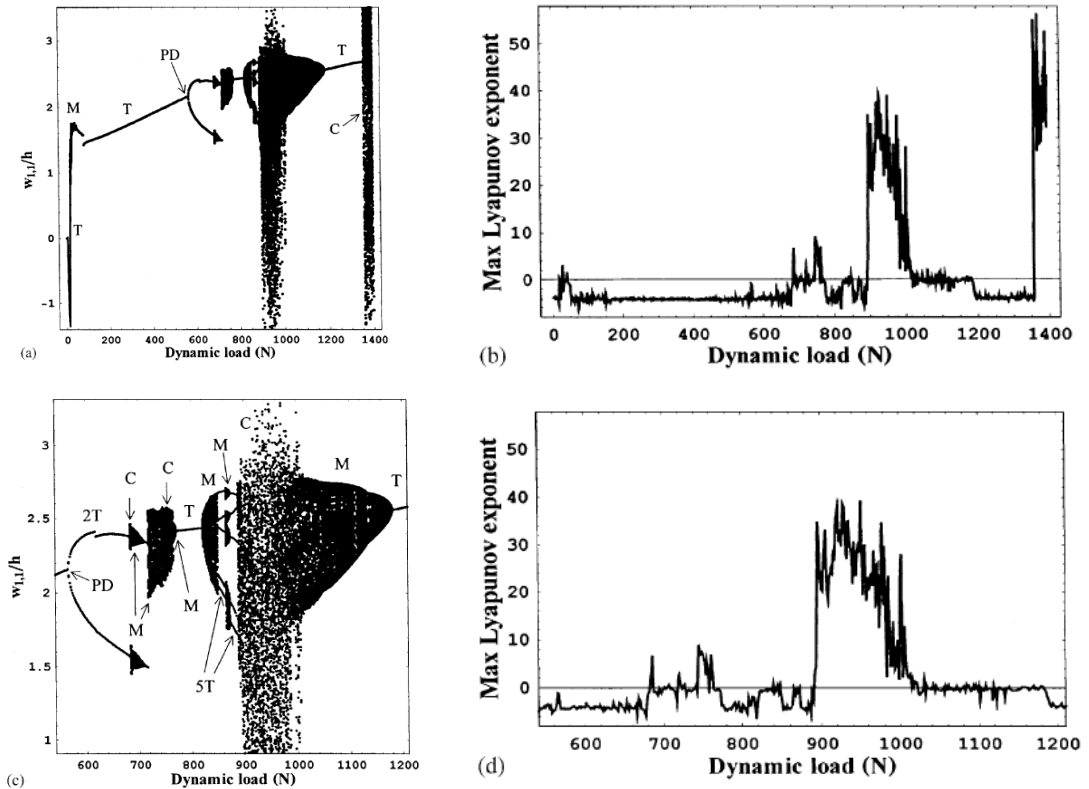 3
2
1
0
-1
w1,1/h
M
T
PD
T
T
C
0 200 400 600 800 1000 1200 1400
Dynamic load (N)
(a)
50
40
30
20
10
0
Max Lyapunov exponent
0 200 400 600 800 1000 1200 1400
Dynamic load (N)
(b)
3
2.5
2
1.5
1
w1,1/h
C
M
M
T
C
C
M
2T
T
PD
M
M
5T
600 700 800 900 1000 1100 1200
Dynamic load (N)
(c)
50
40
30
20
10
0
Max Lyapunov exponent
600 700 800 900 1000 1100 1200
Dynamic load (N)
(d)